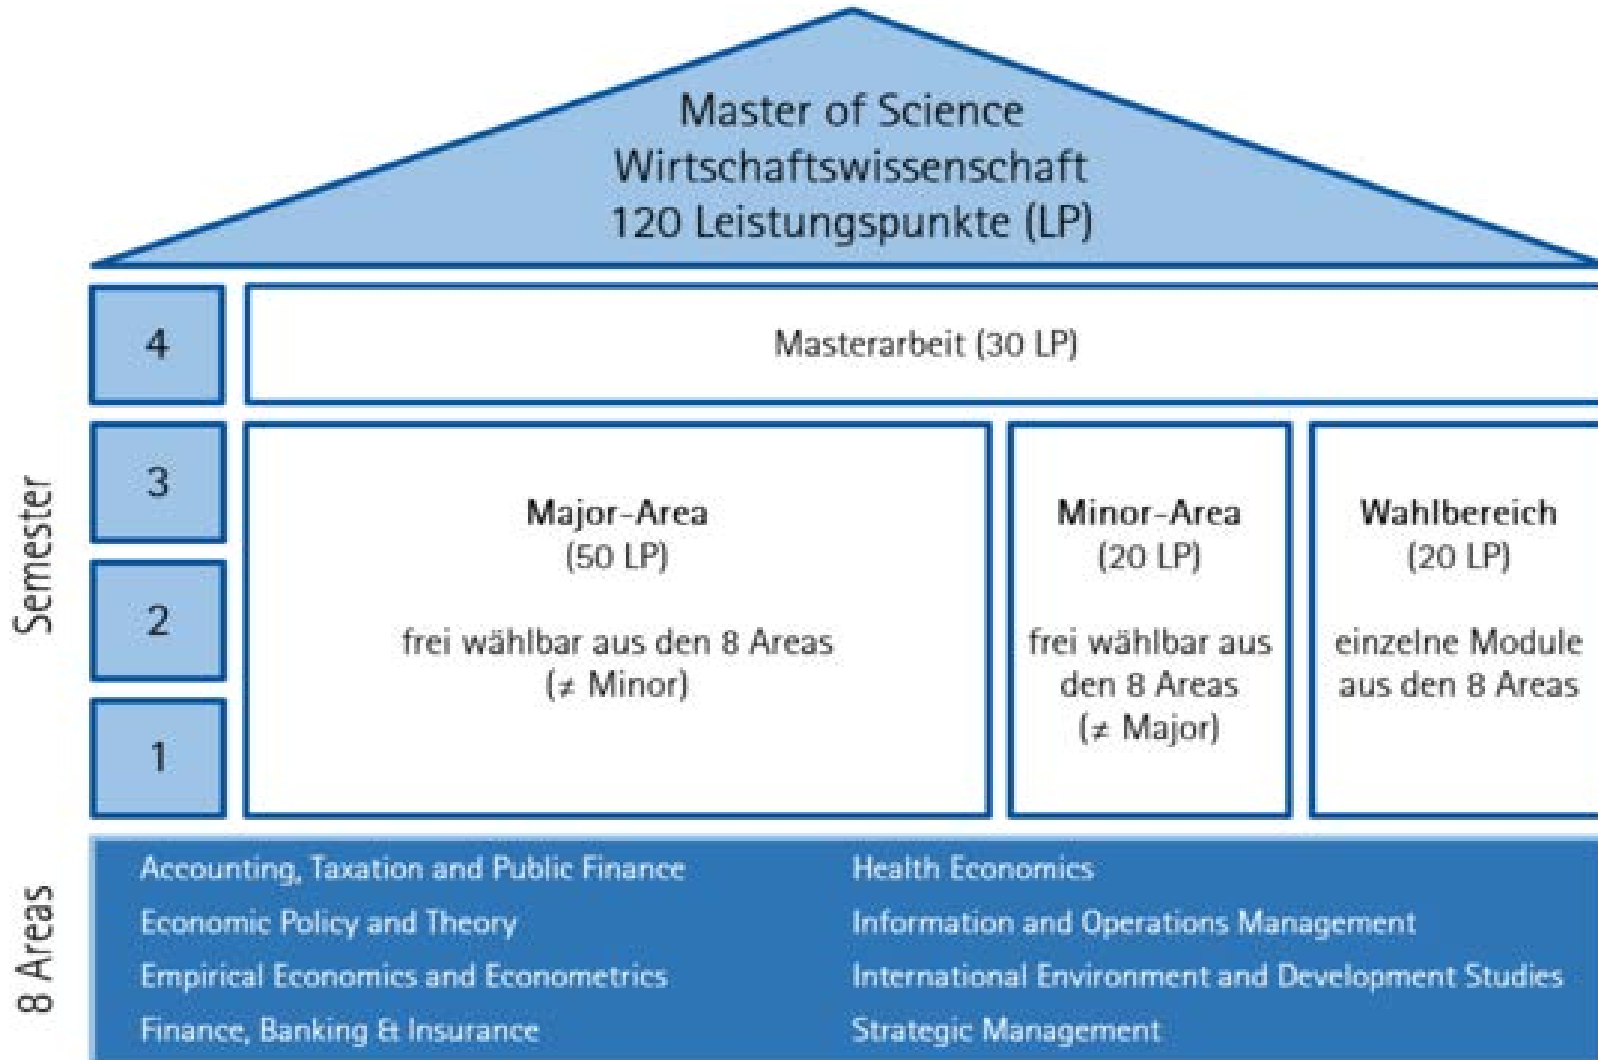 Master of Science
Wirtschaftswissenschaft
120 Leistungspunkte (LP)
Semester
4
Masterarbeit (30 LP)
3
2
1
Major-Area
(50 LP)
frei wählbar aus den 8 Areas
(≠ Minor)
Minor-Area
(20 LP)
frei wählbar aus
den 8 Areas
(≠ Major)
Wahlbereich
(20 LP)
einzelne Module
aus den 8 Areas
8 Areas
Accounting, Taxation and Public Finance
Economic Policy and Theory
Empirical Economics and Econometrics
Finance, Banking & Insurance
Health Economics
Information and Operations Management
International Environment and Development Studies
Strategic Management